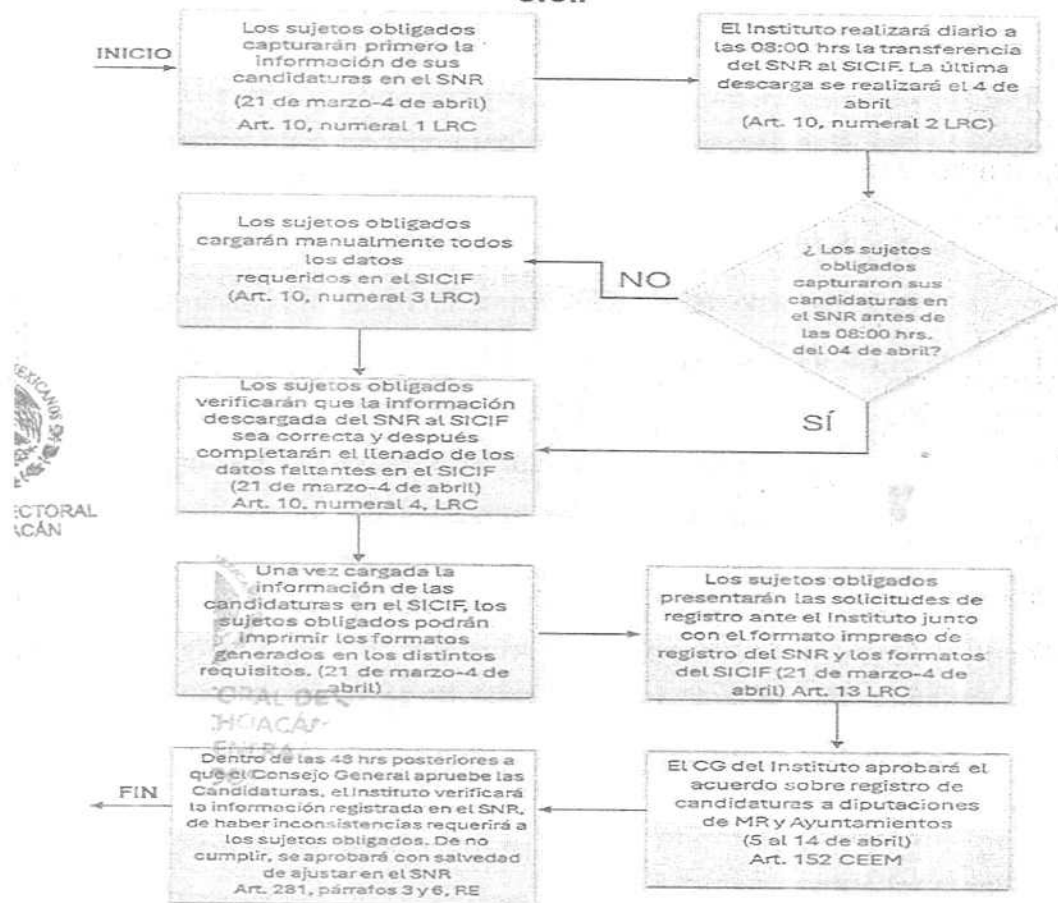 INICIO
Los sujetos obligados
capturarán primero la
información de sus
candidaturas en el SNR
(21 de marzo-4 de abril)
Art. 10, numeral 1 LRC
El Instituto realizará diario a
las 08:00 hrs la transferencia
del SNR al SICIF. La última
descarga se realizará el 4 de
abril
(Art. 10, numeral 2 LRC)
¿Los sujetos
obligados
capturaron sus
candidaturas en
el SNR antes de
las 08:00 hrs.
del 04 de abril?
NO
Los sujetos obligados
cargarán manualmente todos
los datos
requeridos en el SICIF
(Art. 10, numeral 3 LRC)
SÍ
Los sujetos obligados
verificarán que la información
descargada del SNR al SICIF
sea correcta y después
completarán el llenado de los
datos faltantes en el SICIF
(21 de marzo-4 de abril)
Art. 10, numeral 4, LRC
MEXICANOS
ECTORAL
ACÁN
Una vez cargada la
información de las
candidaturas en el SICIF, los
sujetos obligados podrán
imprimir los formatos
generados en los distintos
requisitos. (21 de marzo-4 de
abril)
Los sujetos obligados
presentarán las solicitudes de
registro ante el Instituto junto
con el formato impreso de
registro del SNR y los formatos
del SICIF (21 de marzo-4 de
abril) Art. 13 LRC
El CG del Instituto aprobará el
acuerdo sobre registro de
candidaturas a diputaciones
de MR y Ayuntamientos
(5 al 14 de abril)
Art. 152 CEEM
Dentro de las 48 hrs posteriores a
que el Consejo General apruebe las
Candidaturas, el Instituto verificará
la información registrada en el SNR,
de haber inconsistencias requerirá a
los sujetos obligados. De no
cumplir, se aprobará con salvedad
de ajustar en el SNR
Art. 281, párrafos 3 y 6, RE
FIN